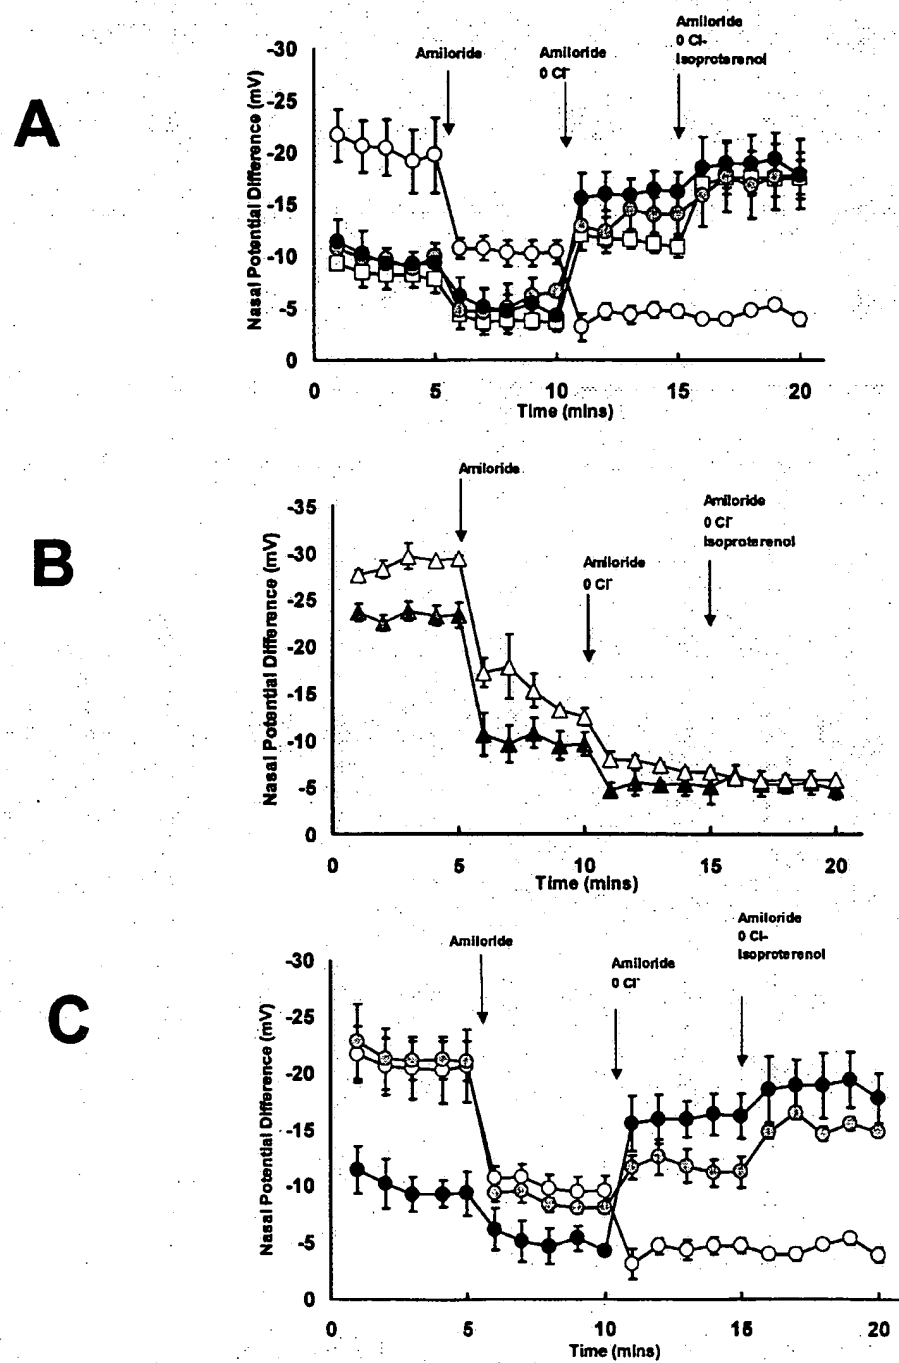 A
Amiloride
0 Cl-
Isoproterenol
Amiloride
Amiloride
0 Cl-
Nasal Potential Difference (mV)
-30
-25
-20
-15
-10
-5
0
0 5 10 15 20
Time (mins)
B
Amiloride
Amiloride
0 Cl-
Isoproterenol
Amiloride
0 Cl-
Nasal Potential Difference (mV)
-35
-30
-25
-20
-15
-10
-5
0
0 5 10 15 20
Time (mins)
C
Amiloride
0 Cl-
Isoproterenol
Amiloride
Amiloride
0 Cl-
Nasal Potential Difference (mV)
-30
-25
-20
-15
-10
-5
0
0 5 10 15 20
Time (mins)